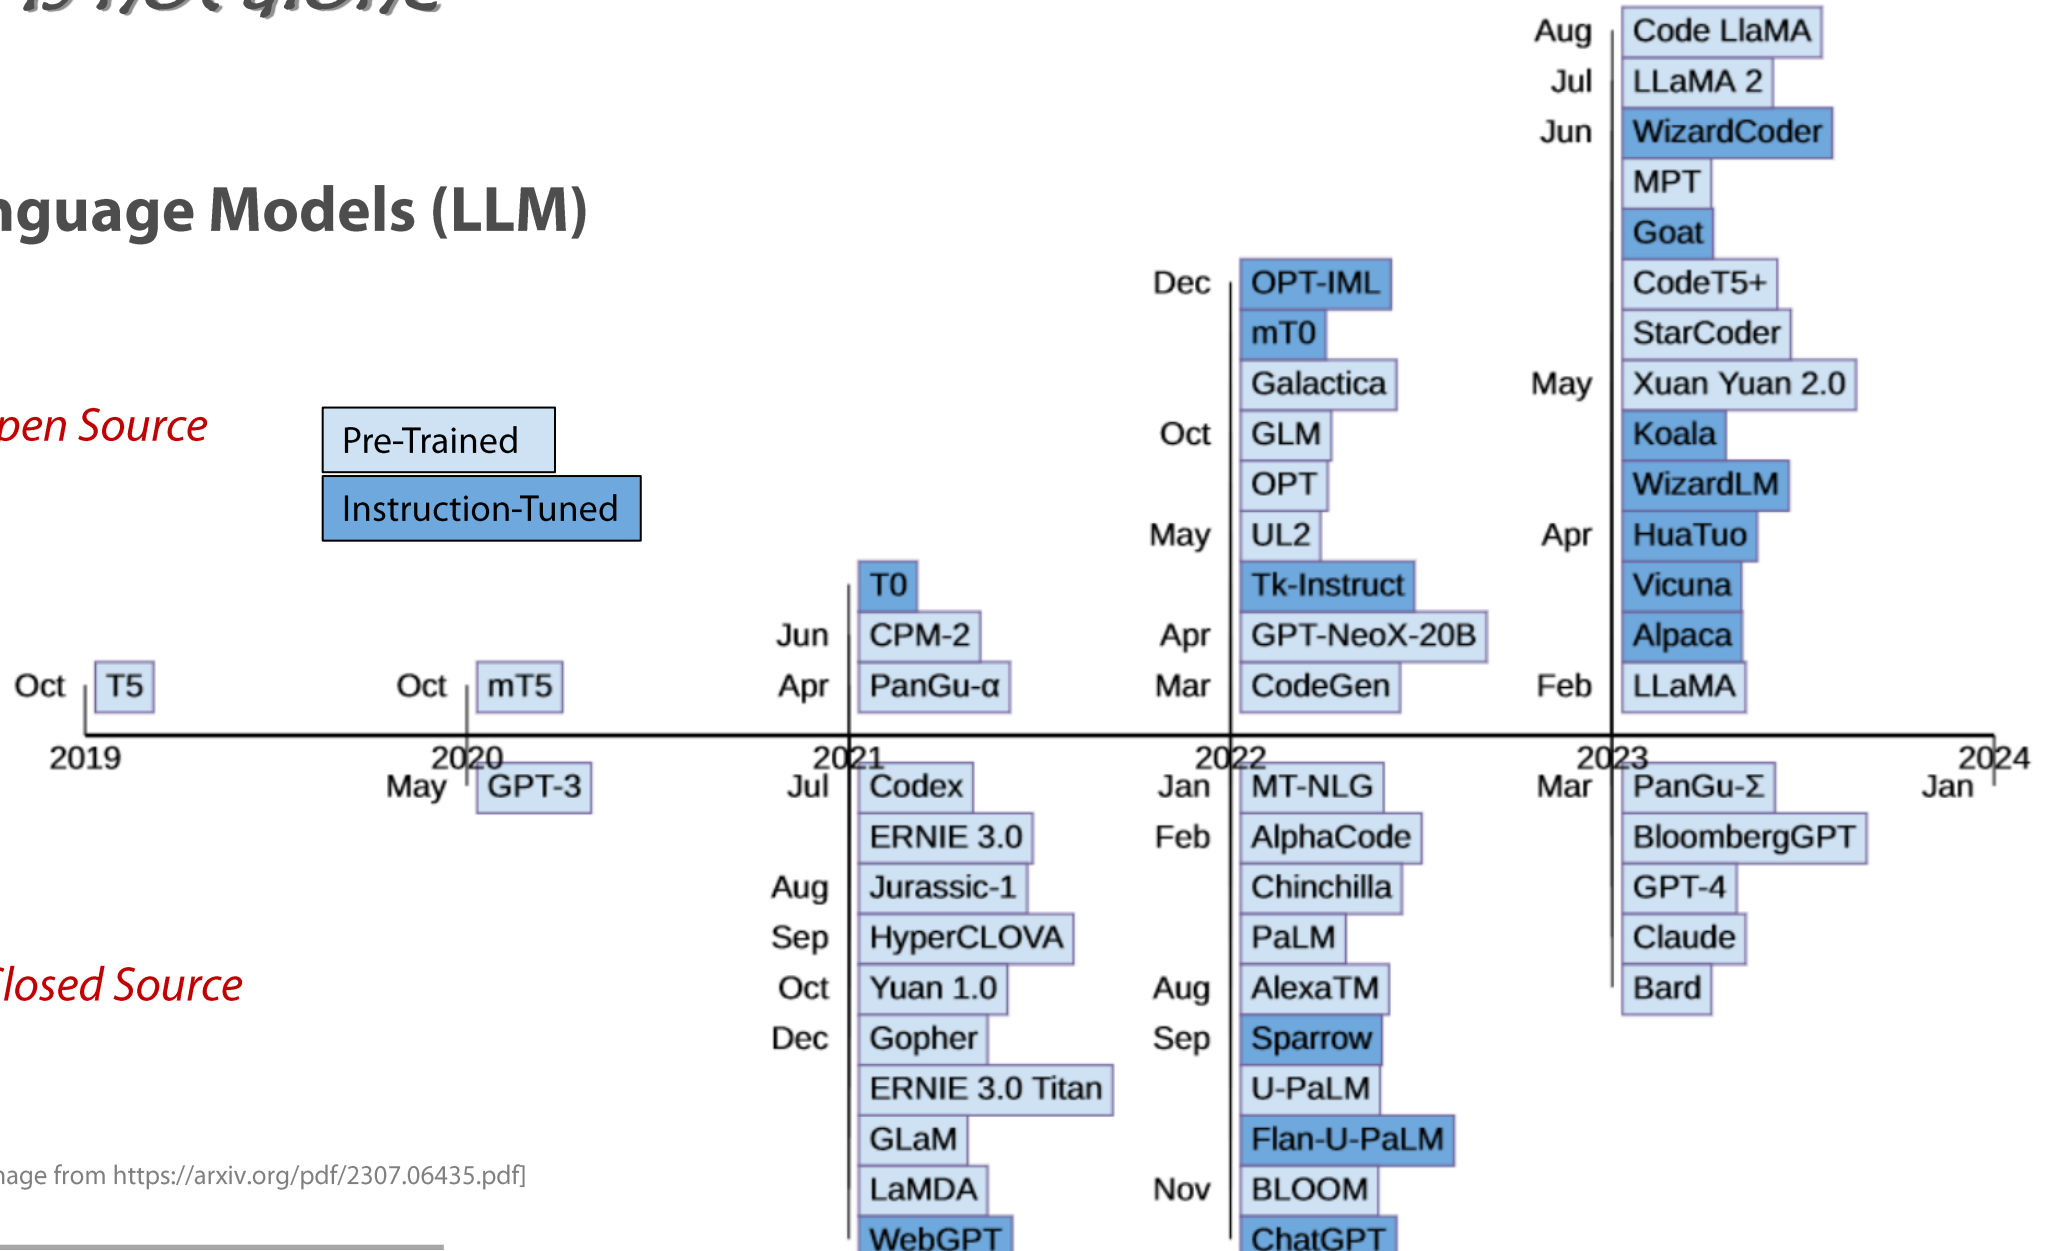 is not alone
nguage Models (LLM)
pen Source
Pre-Trained
Instruction-Tuned
Closed Source
mage from https://arxiv.org/pdf/2307.06435.pdf]
Oct T5
2019
Oct mT5
2020
May GPT-3
T0
Jun CPM-2
Apr PanGu-α
2021
Jul Codex
ERNIE 3.0
Aug Jurassic-1
Sep HyperCLOVA
Oct Yuan 1.0
Dec Gopher
ERNIE 3.0 Titan
GLaM
LaMDA
WebGPT
Dec OPT-IML
mT0
Galactica
Oct GLM
OPT
May UL2
Tk-Instruct
Apr GPT-NeoX-20B
Mar CodeGen
2022
Jan MT-NLG
Feb AlphaCode
Chinchilla
PaLM
Aug AlexaTM
Sep Sparrow
U-PaLM
Flan-U-PaLM
Nov BLOOM
ChatGPT
Aug Code LlaMA
Jul LLaMA 2
Jun WizardCoder
MPT
Goat
CodeT5+
StarCoder
May Xuan Yuan 2.0
Koala
WizardLM
Apr HuaTuo
Vicuna
Alpaca
Feb LLaMA
2023
Mar PanGu-Σ
BloombergGPT
GPT-4
Claude
Bard
2024
Jan